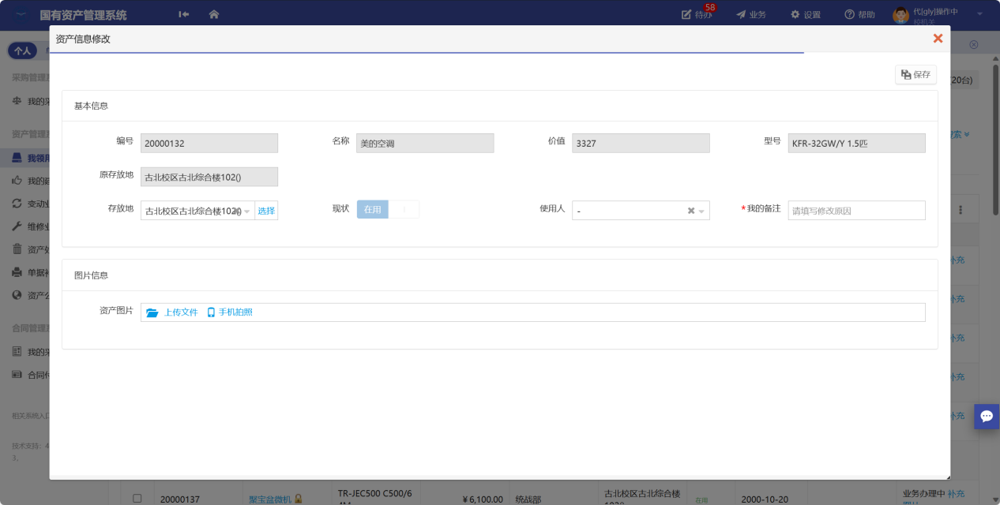 国有资产管理系统
待办
58
业务
设置
帮助
代[gly]操作中
校机关
个人
资产信息修改
保存
采购管理系
我的采
资产管理系
我领用
我的
变动业
维修业
资产处
单据补
资产公
合同管理系
我的采
合同付
相关系统入口
技术支持：4
3.
基本信息
编号
20000132
名称
美的空调
价值
3327
型号
KFR-32GW/Y 1.5匹
原存放地
古北校区古北综合楼102()
存放地
古北校区古北综合楼102()
选择
现状
在用
使用人
-
*我的备注
请填写修改原因
图片信息
资产图片
上传文件
手机拍照
20台)
搜索
补充
补充
补充
补充
补充
20000137
聚宝盆微机
TR-JEC500 C500/6
4M
¥6,100.00
统战部
古北校区古北综合楼
102()
在用
2000-10-20
业务办理中
补充